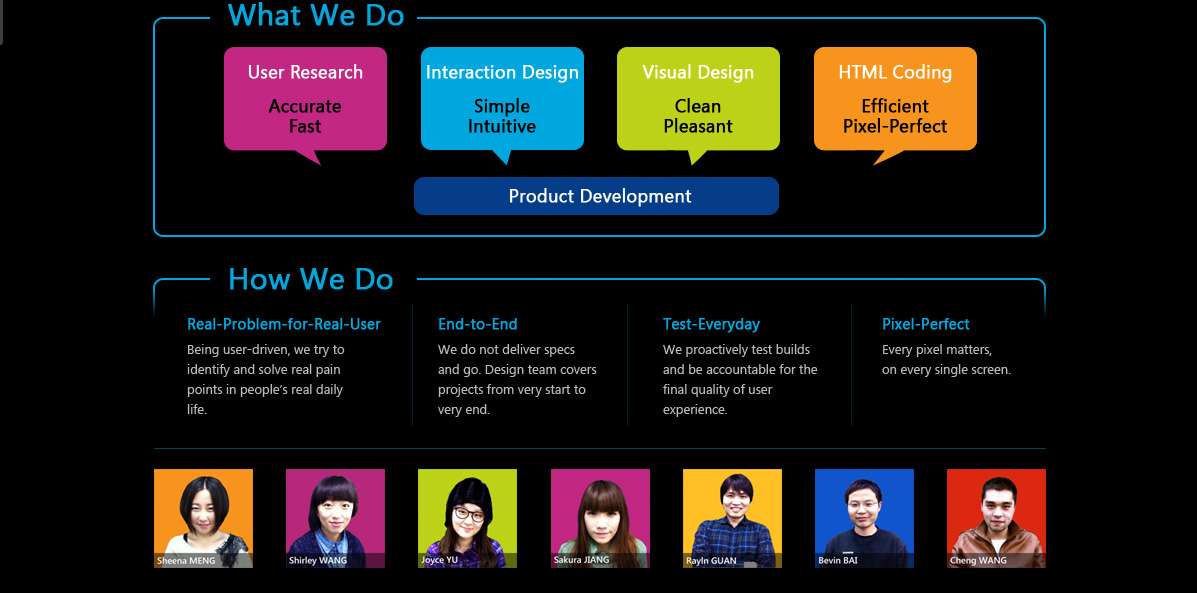 What We Do
User Research
Accurate
Fast
Interaction Design
Simple
Intuitive
Visual Design
Clean
Pleasant
HTML Coding
Efficient
Pixel-Perfect
Product Development
How We Do
Real-Problem-for-Real-User
Being user-driven, we try to
identify and solve real pain
points in people's real daily
life.
End-to-End
We do not deliver specs
and go. Design team covers
projects from very start to
very end.
Test-Everyday
We proactively test builds
and be accountable for the
final quality of user
experience.
Pixel-Perfect
Every pixel matters,
on every single screen.
Sheena MENG
Shirley WANG
Joyce YU
Sakura JIANG
Rayln GUAN
Bevin BAI
Cheng WANG